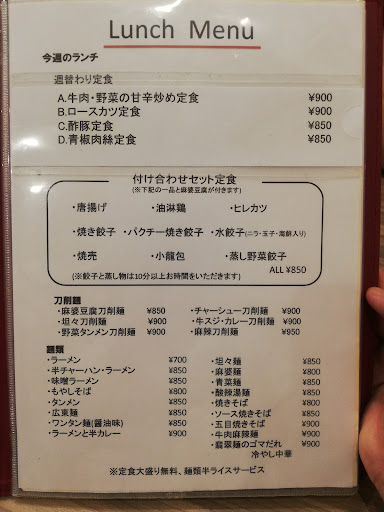 Lunch Menu
今週のランチ
週替わり定食
A.牛肉・野菜の甘辛炒め定食 ¥900
B.ロースカツ定食 ¥900
C.酢豚定食 ¥850
D.青椒肉絲定食 ¥850
付け合わせセット定食
(※下記の一品と麻婆豆腐が付きます)
・唐揚げ ・油淋鶏 ・ヒレカツ
・焼き餃子 ・パクチー焼き餃子 ・水餃子(ニラ・玉子・海鮮入り)
・焼売 ・小龍包 ・蒸し野菜餃子
ALL ¥850
(※餃子と蒸し物は10分以上お時間をいただきます)
刀削麺
・麻婆豆腐刀削麺 ¥850
・坦々刀削麺 ¥900
・野菜タンメン刀削麺 ¥850
・チャーシュー刀削麺 ¥900
・牛スジ・カレー刀削麺 ¥900
・麻辣刀削麺 ¥950
麺類
・ラーメン ¥700
・半チャーハン・ラーメン ¥850
・味噌ラーメン ¥850
・もやしそば ¥800
・タンメン ¥850
・広東麺 ¥850
・ワンタン麺(醤油味) ¥850
・ラーメンと半カレー ¥900
・坦々麺 ¥850
・麻婆麺 ¥800
・青菜麺 ¥850
・酸辣湯麺 ¥850
・焼きそば ¥800
・ソース焼きそば ¥850
・五目焼きそば ¥900
・牛肉麻辣麺 ¥900
・翡翠麺のゴマだれ ¥900
冷やし中華
※定食大盛り無料、麺類半ライスサービス